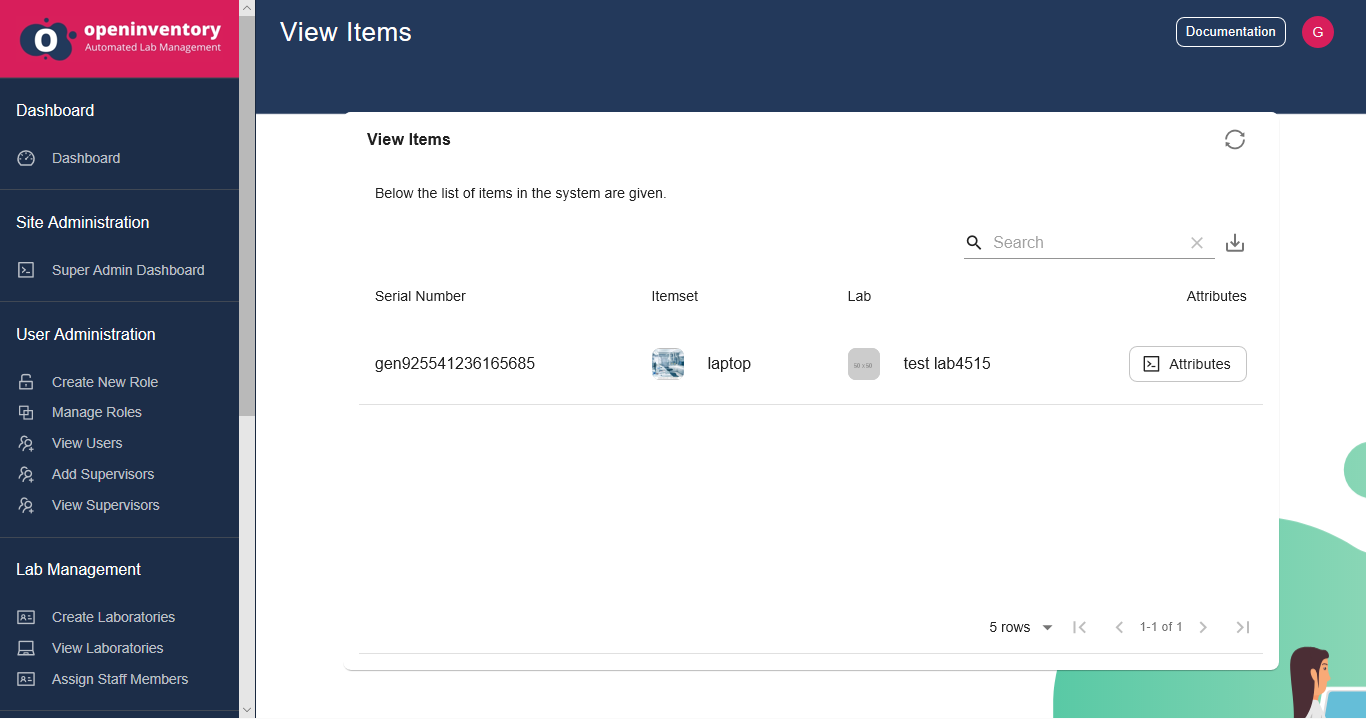 openinventory
Automated Lab Management
View Items
Documentation
G
Dashboard
Dashboard
Site Administration
Super Admin Dashboard
User Administration
Create New Role
Manage Roles
View Users
Add Supervisors
View Supervisors
Lab Management
Create Laboratories
View Laboratories
Assign Staff Members
View Items
Below the list of items in the system are given.
Search
Serial Number Itemset Lab Attributes
gen925541236165685 laptop 50 x 50 test lab4515 Attributes
5 rows 1-1 of 1